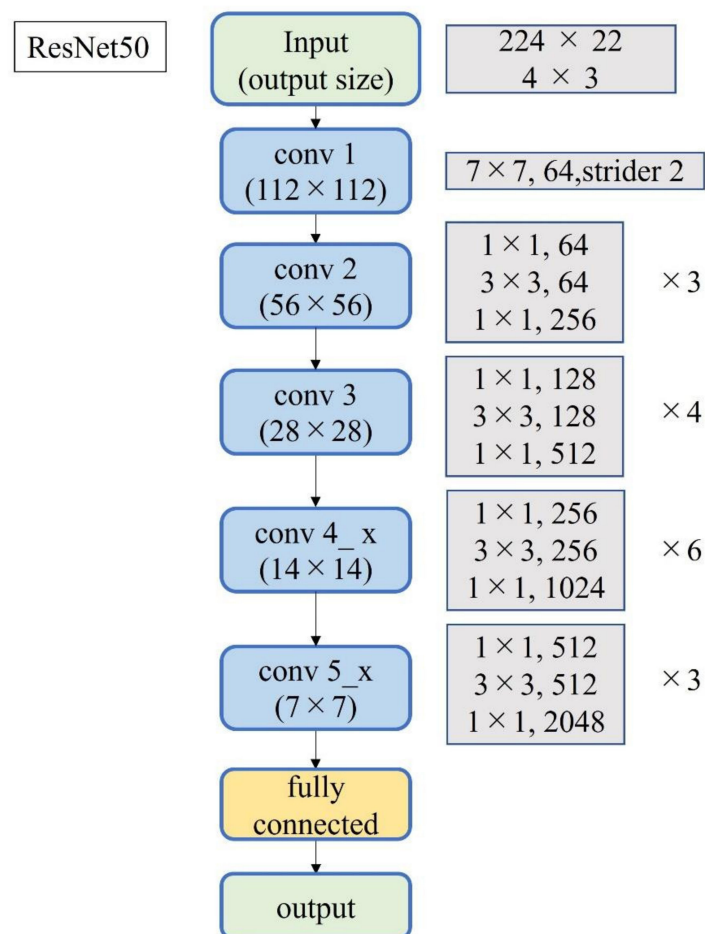 ResNet50
Input
(output size)
224 × 22
4 × 3
conv 1
(112 × 112)
7 × 7, 64,strider 2
conv 2
(56 × 56)
1 × 1, 64
3 × 3, 64
1 × 1, 256
× 3
conv 3
(28 × 28)
1 × 1, 128
3 × 3, 128
1 × 1, 512
× 4
conv 4_ x
(14 × 14)
1 × 1, 256
3 × 3, 256
1 × 1, 1024
× 6
conv 5_x
(7 × 7)
1 × 1, 512
3 × 3, 512
1 × 1, 2048
× 3
fully
connected
output